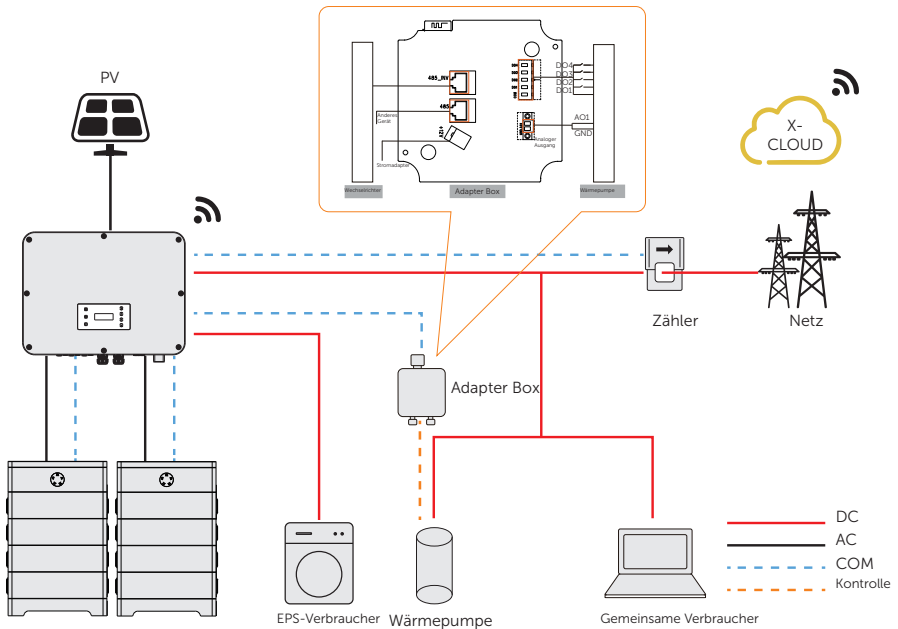 PV
485_INV
485
Anderes
Gerät
Stromadapter
DO4
DO3
DO2
DO1
AO1
GND
Analoger
Ausgang
Wechselrichter
Adapter Box
Wärmepumpe
X-
CLOUD
Zähler
Netz
Adapter Box
EPS-Verbraucher
Wärmepumpe
Gemeinsame Verbraucher
DC
AC
COM
Kontrolle